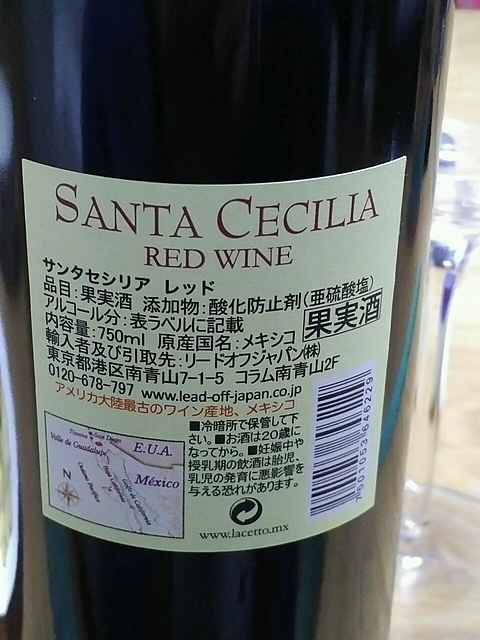 SANTA CECILIA
RED WINE
サンタセシリア レッド
品目:果実酒 添加物:酸化防止剤(亜硫酸塩)
アルコール分:表ラベルに記載
果実酒
内容量:750ml 原産国名:メキシコ
輸入者及び引取先:リードオフジャパン㈱
東京都港区南青山7-1-5 コラム南青山2F
0120-678-797 www.lead-off-japan.co.jp
アメリカ大陸最古のワイン産地、メキシコ
■冷暗所で保管して下
さい。■お酒は20歳に
なってから。■妊娠中や
授乳期の飲酒は胎児、
乳児の発育に悪影響を
与える恐れがあります。
Tijuana San Diego
E.U.A.
Valle de Guadalupe
México
N
Golfo de California
www.lacetto.mx
7501053646229